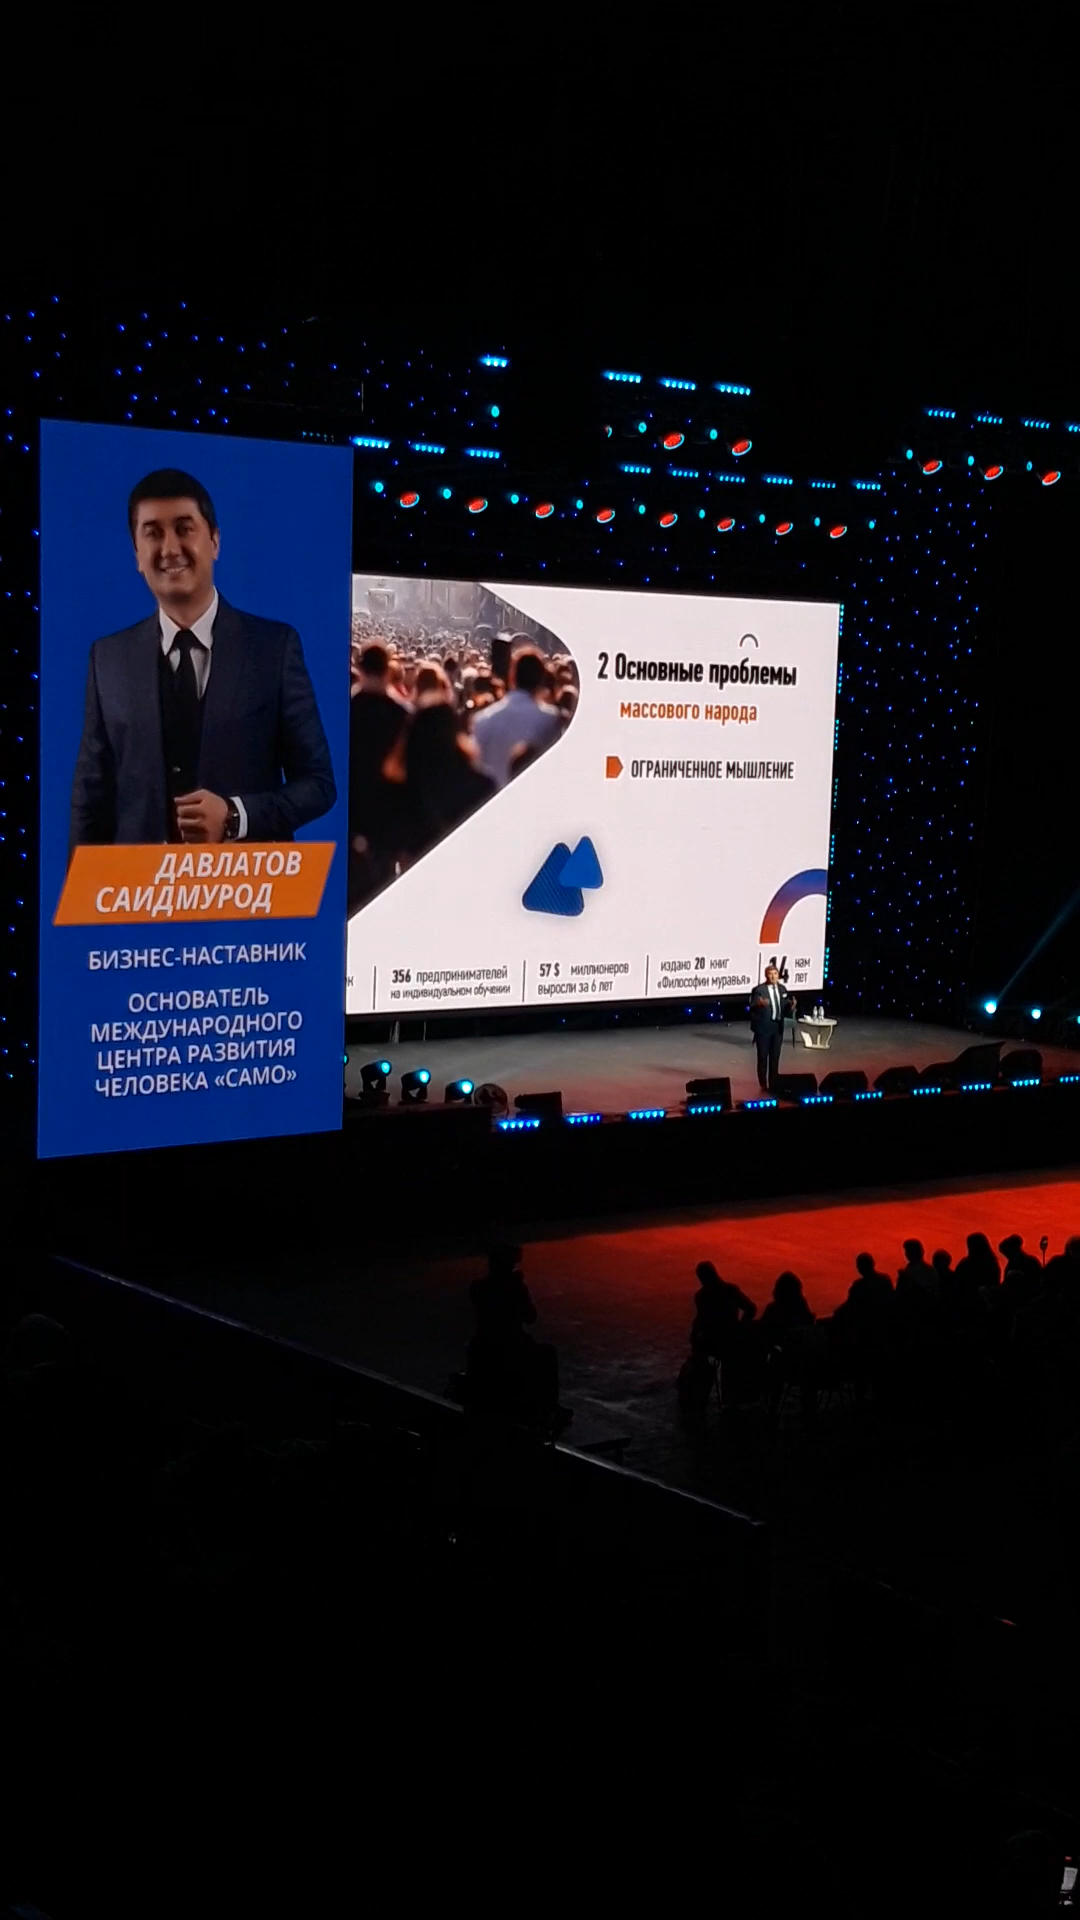 ДАВЛАТОВ
САИДМУРОД
БИЗНЕС-НАСТАВНИК
ОСНОВАТЕЛЬ
МЕЖДУНАРОДНОГО
ЦЕНТРА РАЗВИТИЯ
ЧЕЛОВЕКА «САМО»
2 Основные проблемы
массового народа
ОГРАНИЧЕННОЕ МЫШЛЕНИЕ
356 предпринимателей
на индивидуальном обучении
57 $ миллионеров
выросли за 6 лет
издано 20 книг
«Философии муравья»
14 нам
лет